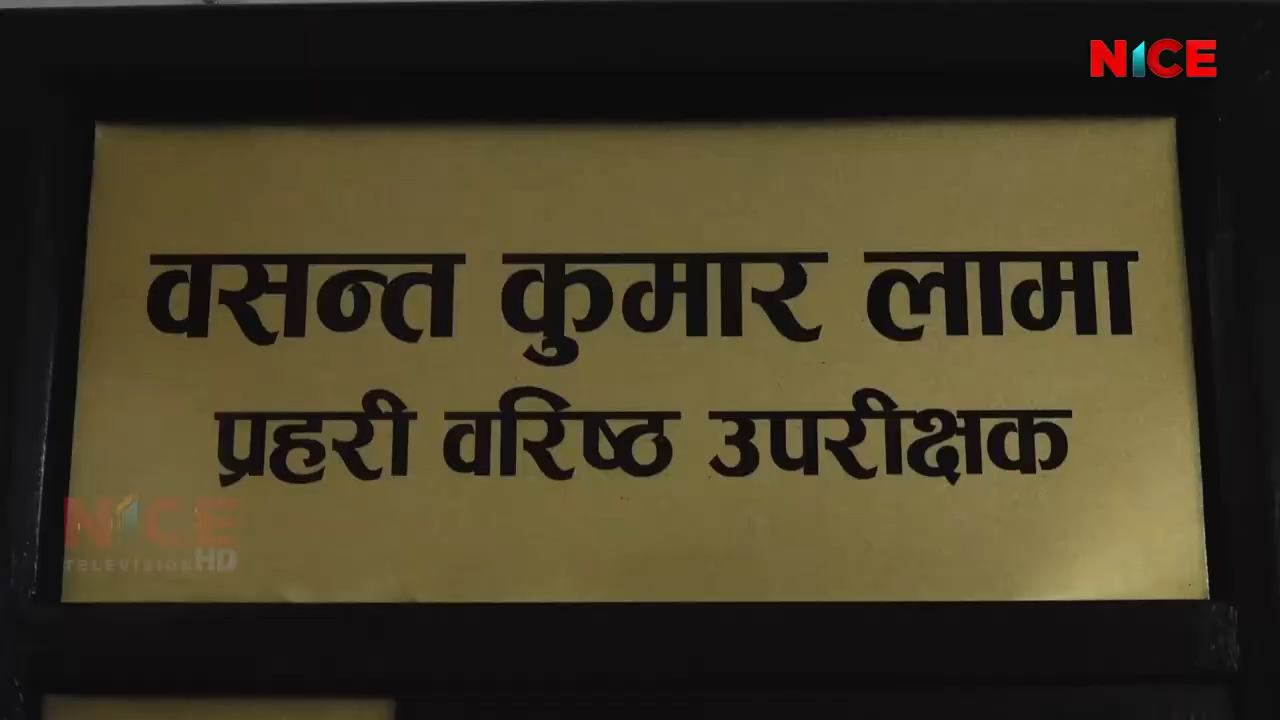 NICE
वसन्त कुमार लामा
प्रहरी वरिष्ठ उपरीक्षक
NICE
TELEVISION HD